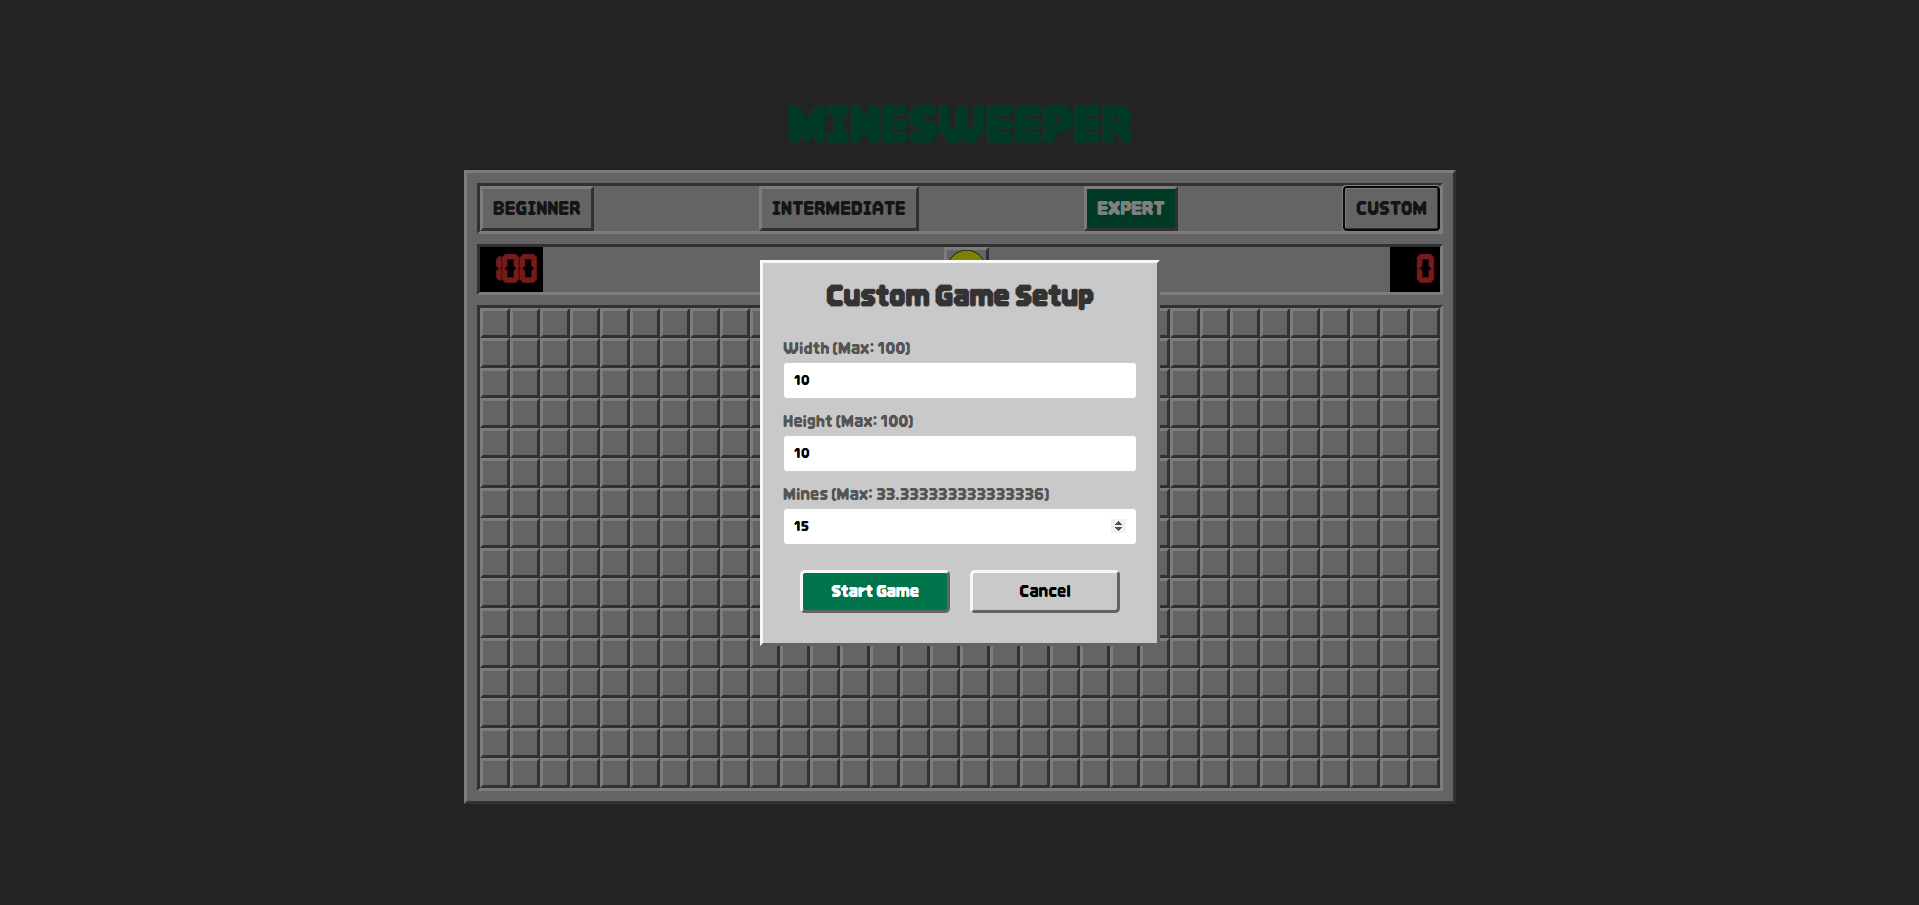 MINESWEEPER
BEGINNER INTERMEDIATE EXPERT CUSTOM
100 0
Custom Game Setup
Width (Max: 100)
10
Height (Max: 100)
10
Mines (Max: 33.333333333333336)
15
Start Game Cancel